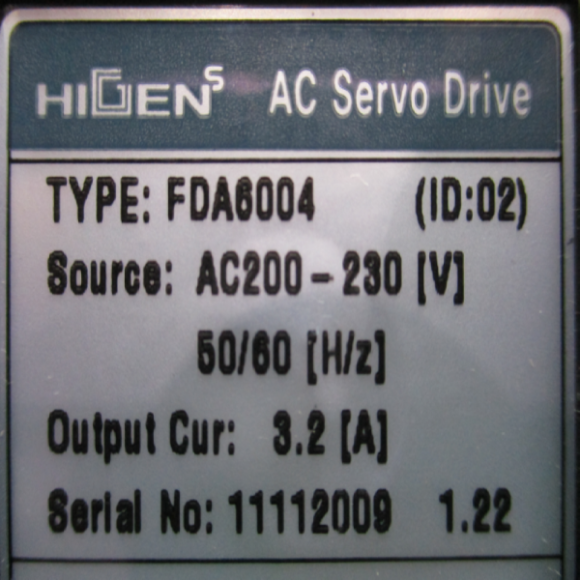 HIGENS AC Servo Drive
TYPE: FDA6004 (ID:02)
Source: AC200-230 [V]
50/60 [H/z]
Output Cur: 3.2 [A]
Serial No: 11112009 1.22